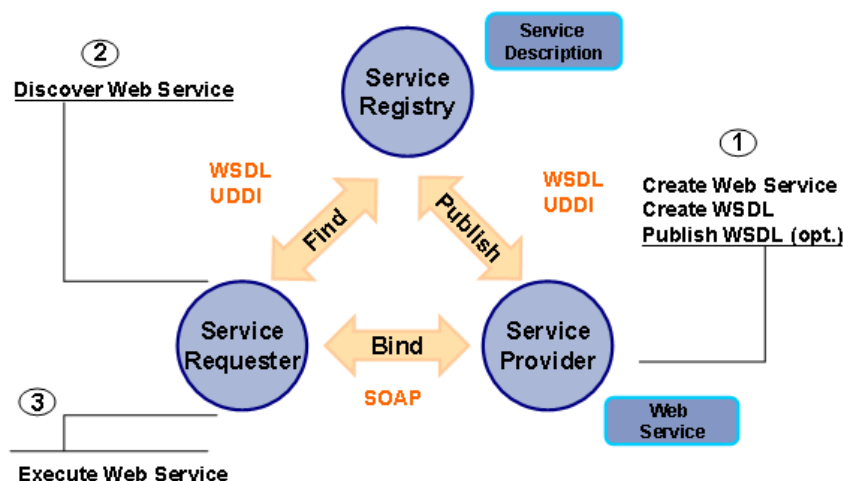 Service
Description
2
Discover Web Service
Service
Registry
1
WSDL
UDDI
WSDL
UDDI
Create Web Service
Create WSDL
Publish WSDL (opt.)
Find
Publish
Service
Requester
Bind
Service
Provider
SOAP
3
Web
Service
Execute Web Service